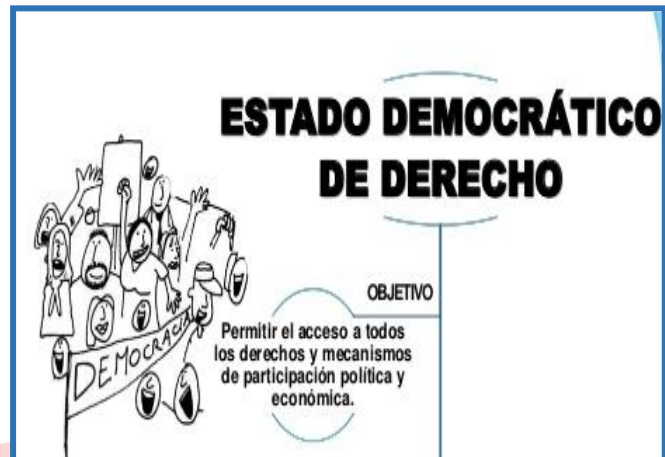 ESTADO DEMOCRÁTICO
DE DERECHO
OBJETIVO
Permitir el acceso a todos
los derechos y mecanismos
de participación política y
económica.
DEMOCRACIA